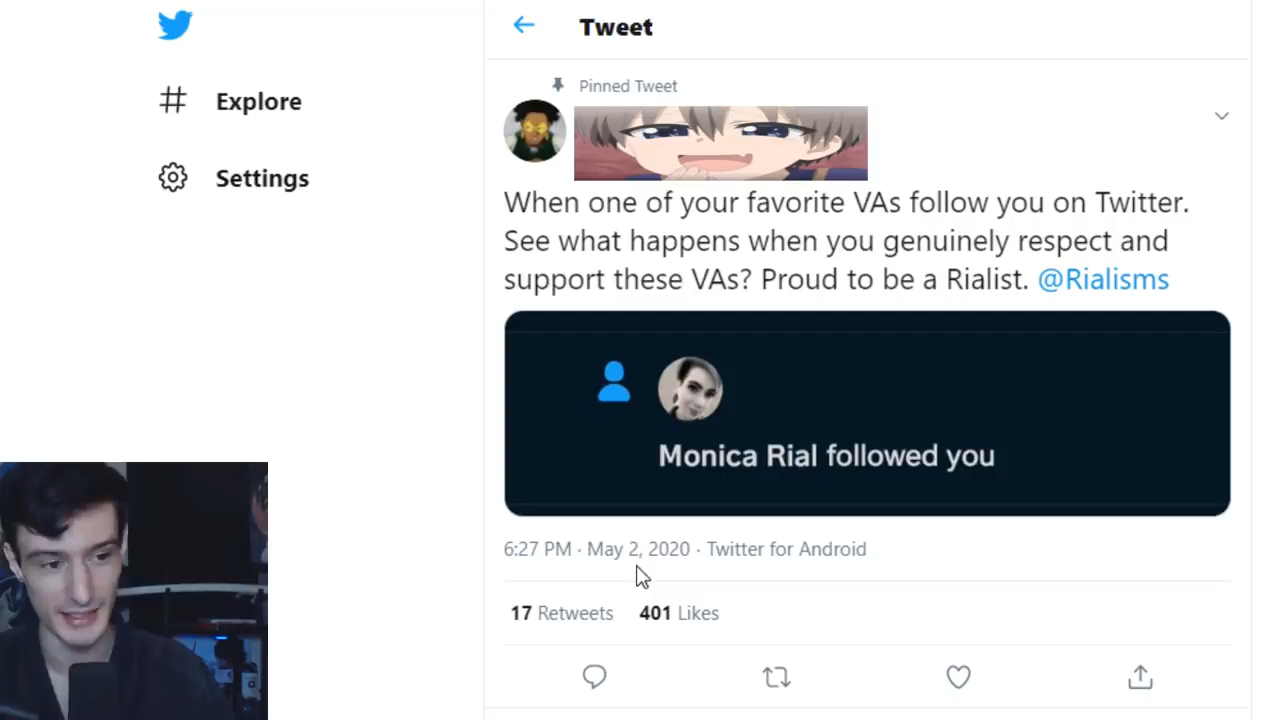 Tweet
Explore
Settings
Pinned Tweet
When one of your favorite VAs follow you on Twitter.
See what happens when you genuinely respect and
support these VAs? Proud to be a Rialist. @Rialisms
Monica Rial followed you
6:27 PM · May 2, 2020 · Twitter for Android
17 Retweets 401 Likes